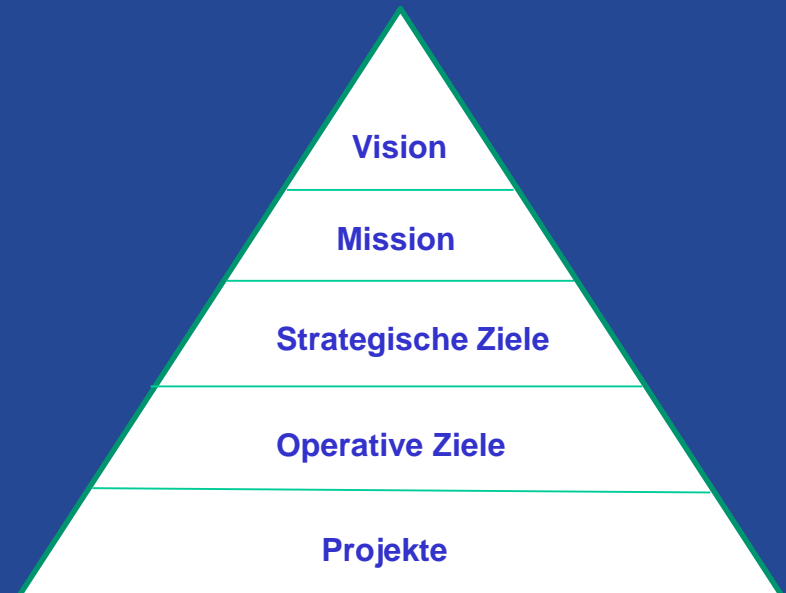 Vision
Mission
Strategische Ziele
Operative Ziele
Projekte